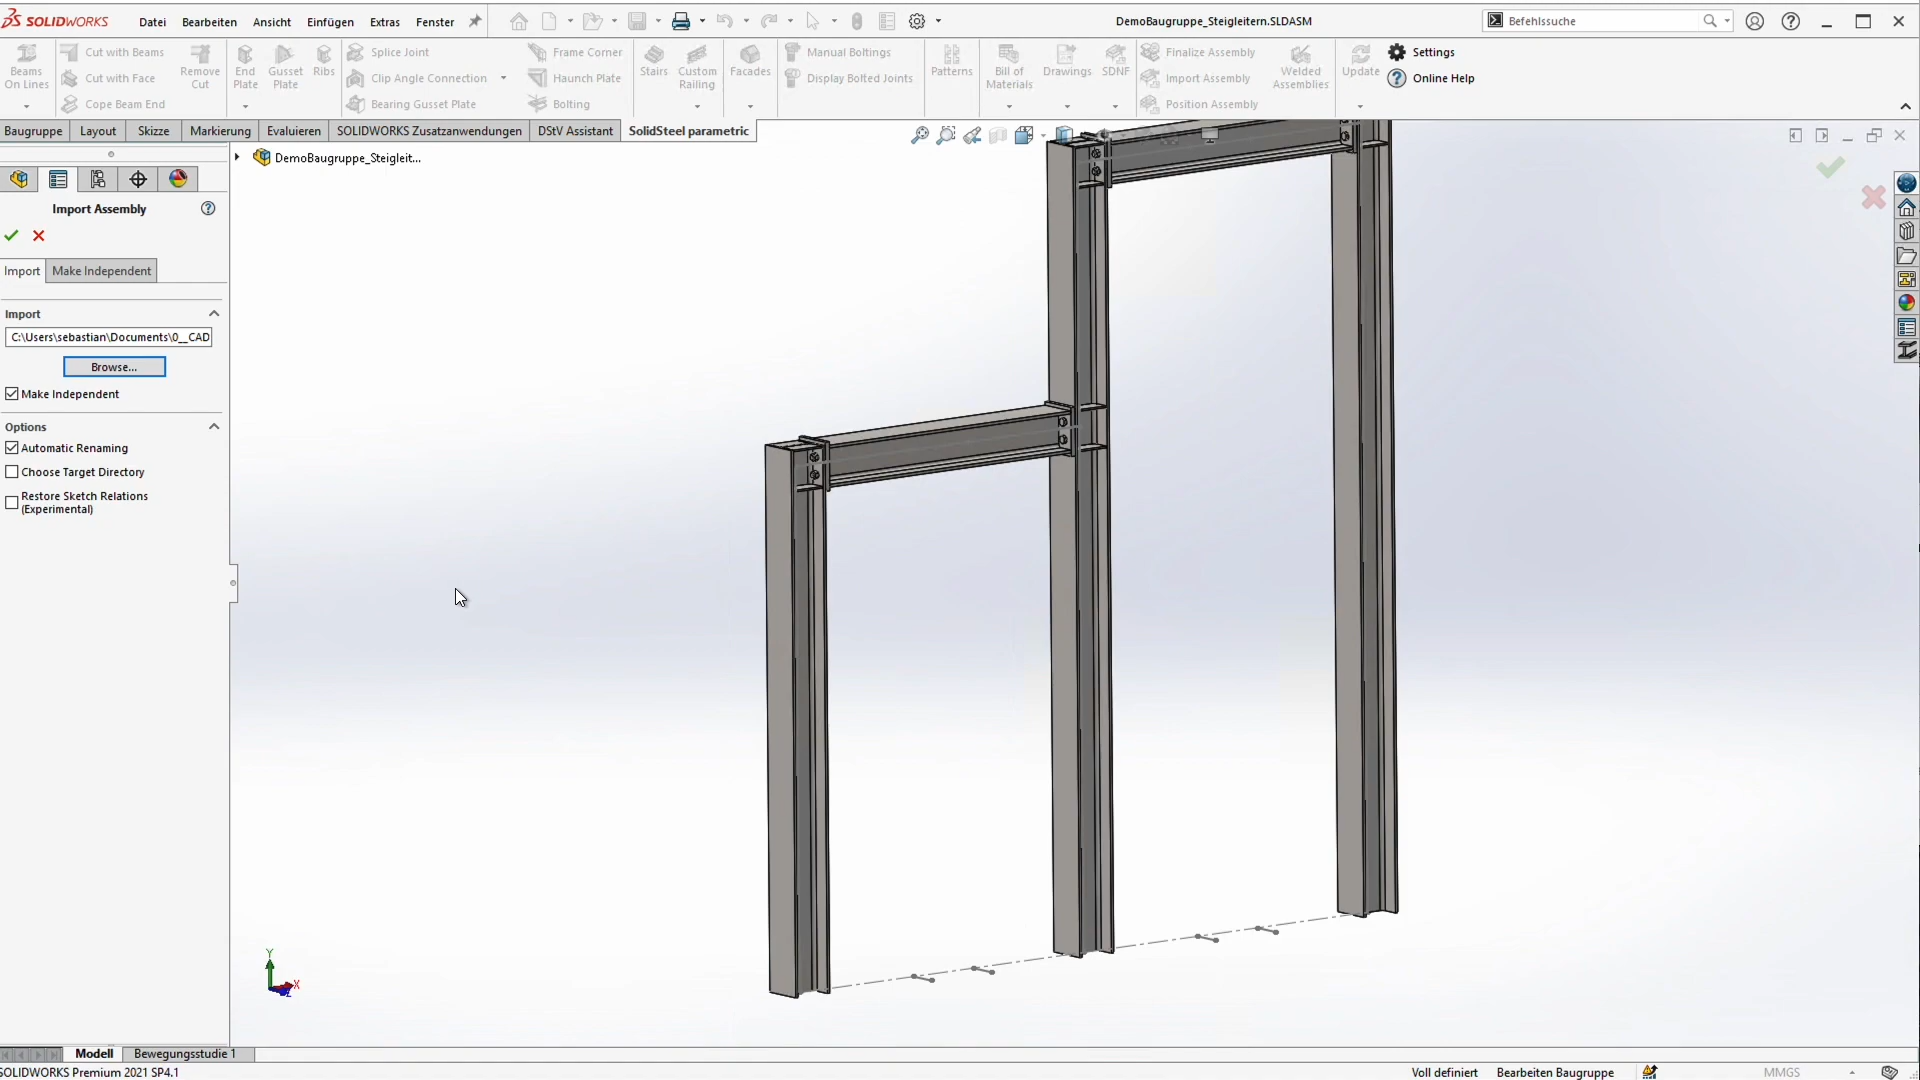 SOLIDWORKS Datei Bearbeiten Ansicht Einfügen Extras Fenster DemoBaugruppe_Steigleitern.SLDASM Befehlssuche
Beams On Lines
Cut with Beams
Cut with Face
Cope Beam End
Remove Cut
End Plate
Gusset Plate
Ribs
Splice Joint
Clip Angle Connection
Bearing Gusset Plate
Frame Corner
Haunch Plate
Bolting
Stairs
Custom Railing
Facades
Manual Boltings
Display Bolted Joints
Patterns
Bill of Materials
Drawings
SDNF
Finalize Assembly
Import Assembly
Position Assembly
Welded Assemblies
Update
Settings
Online Help
Baugruppe Layout Skizze Markierung Evaluieren SOLIDWORKS Zusatzanwendungen DStV Assistant SolidSteel parametric
DemoBaugruppe_Steigleit...
Import Assembly
Import Make Independent
Import
C:\Users\sebastian\Documents\0__CAD
Browse...
Make Independent
Options
Automatic Renaming
Choose Target Directory
Restore Sketch Relations
(Experimental)
Y
X
Z
Modell Bewegungsstudie 1
SOLIDWORKS Premium 2021 SP4.1 Voll definiert Bearbeiten Baugruppe MMGS